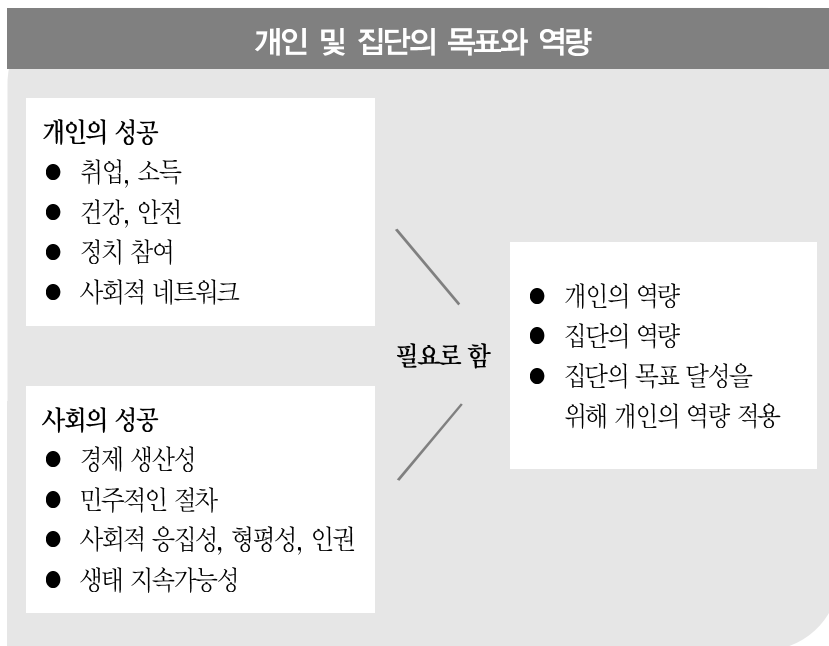 개인 및 집단의 목표와 역량
개인의 성공
● 취업, 소득
● 건강, 안전
● 정치 참여
● 사회적 네트워크
사회의 성공
● 경제 생산성
● 민주적인 절차
● 사회적 응집성, 형평성, 인권
● 생태 지속가능성
필요로 함
● 개인의 역량
● 집단의 역량
● 집단의 목표 달성을
위해 개인의 역량 적용